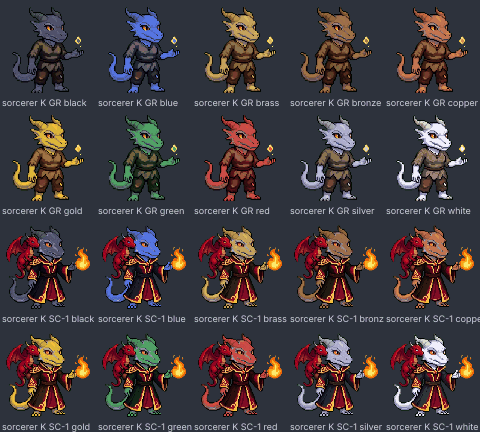 sorcerer K GR black
sorcerer K GR blue
sorcerer K GR brass
sorcerer K GR bronze
sorcerer K GR copper
sorcerer K GR gold
sorcerer K GR green
sorcerer K GR red
sorcerer K GR silver
sorcerer K GR white
sorcerer K SC-1 black
sorcerer K SC-1 blue
sorcerer K SC-1 brass
sorcerer K SC-1 bronz
sorcerer K SC-1 coppe
sorcerer K SC-1 gold
sorcerer K SC-1 green
sorcerer K SC-1 red
sorcerer K SC-1 silver
sorcerer K SC-1 white